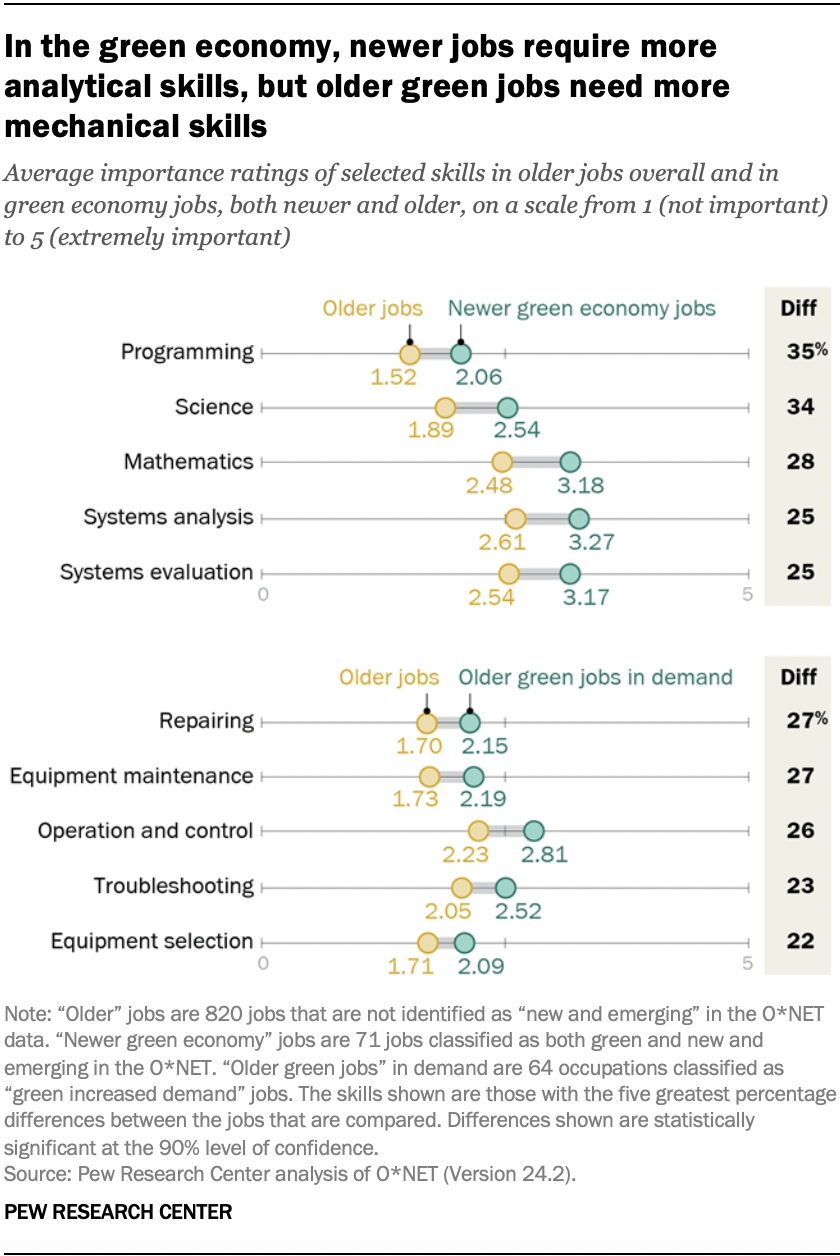 In the green economy, newer jobs require more
analytical skills, but older green jobs need more
mechanical skills
Average importance ratings of selected skills in older jobs overall and in
green economy jobs, both newer and older, on a scale from 1 (not important)
to 5 (extremely important)
Older jobs Newer green economy jobs Diff
Programming 1.52 2.06 35%
Science 1.89 2.54 34
Mathematics 2.48 3.18 28
Systems analysis 2.61 3.27 25
Systems evaluation 2.54 3.17 25
0 5
Older jobs Older green jobs in demand Diff
Repairing 1.70 2.15 27%
Equipment maintenance 1.73 2.19 27
Operation and control 2.23 2.81 26
Troubleshooting 2.05 2.52 23
Equipment selection 1.71 2.09 22
0 5
Note: “Older” jobs are 820 jobs that are not identified as “new and emerging” in the O*NET
data. “Newer green economy” jobs are 71 jobs classified as both green and new and
emerging in the O*NET. “Older green jobs” in demand are 64 occupations classified as
“green increased demand” jobs. The skills shown are those with the five greatest percentage
differences between the jobs that are compared. Differences shown are statistically
significant at the 90% level of confidence.
Source: Pew Research Center analysis of O*NET (Version 24.2).
PEW RESEARCH CENTER